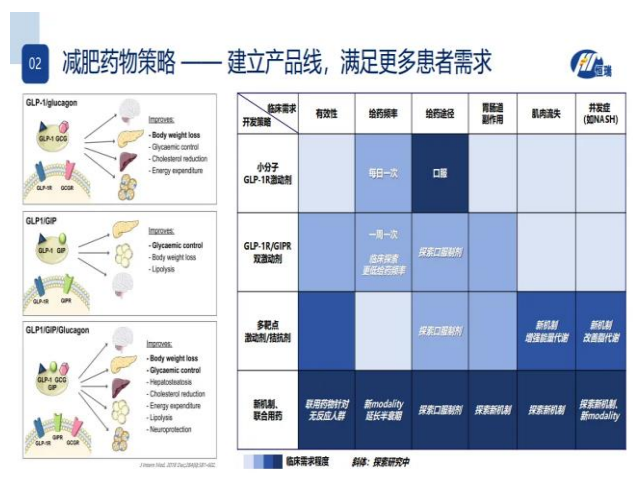 02
减肥药物策略 —— 建立产品线，满足更多患者需求
恒瑞
GLP-1/glucagon
GLP-1 GCG
GLP-1R
GCGR
Improves:
- Body weight loss
- Glycaemic control
- Cholesterol reduction
- Energy expenditure
GLP1/GIP
GLP-1 GIP
GLP-1R
GIPR
Improves:
- Glycaemic control
- Body weight loss
- Lipolysis
GLP1/GIP/Glucagon
GLP-1 GCG
GIP
GLP-1R
GIPR
GCGR
Improves:
- Body weight loss
- Glycaemic control
- Hepatosteatosis
- Cholesterol reduction
- Energy expenditure
- Lipolysis
- Neuroprotection
临床需求
开发策略
有效性
给药频率
给药途径
胃肠道
副作用
肌肉流失
并发症
(如NASH)
小分子
GLP-1R激动剂
每日一次
口服
GLP-1R/GIPR
双激动剂
一周一次
临床探索
更低给药频率
探索口服制剂
多靶点
激动剂/拮抗剂
探索口服制剂
新机制
增强能量代谢
新机制
改善脂代谢
新机制、
联合用药
联用药物针对
无反应人群
新modality
延长半衰期
探索口服制剂
探索新机制
探索新机制
探索新机制、
新modality
临床需求程度
斜体：探索研究中